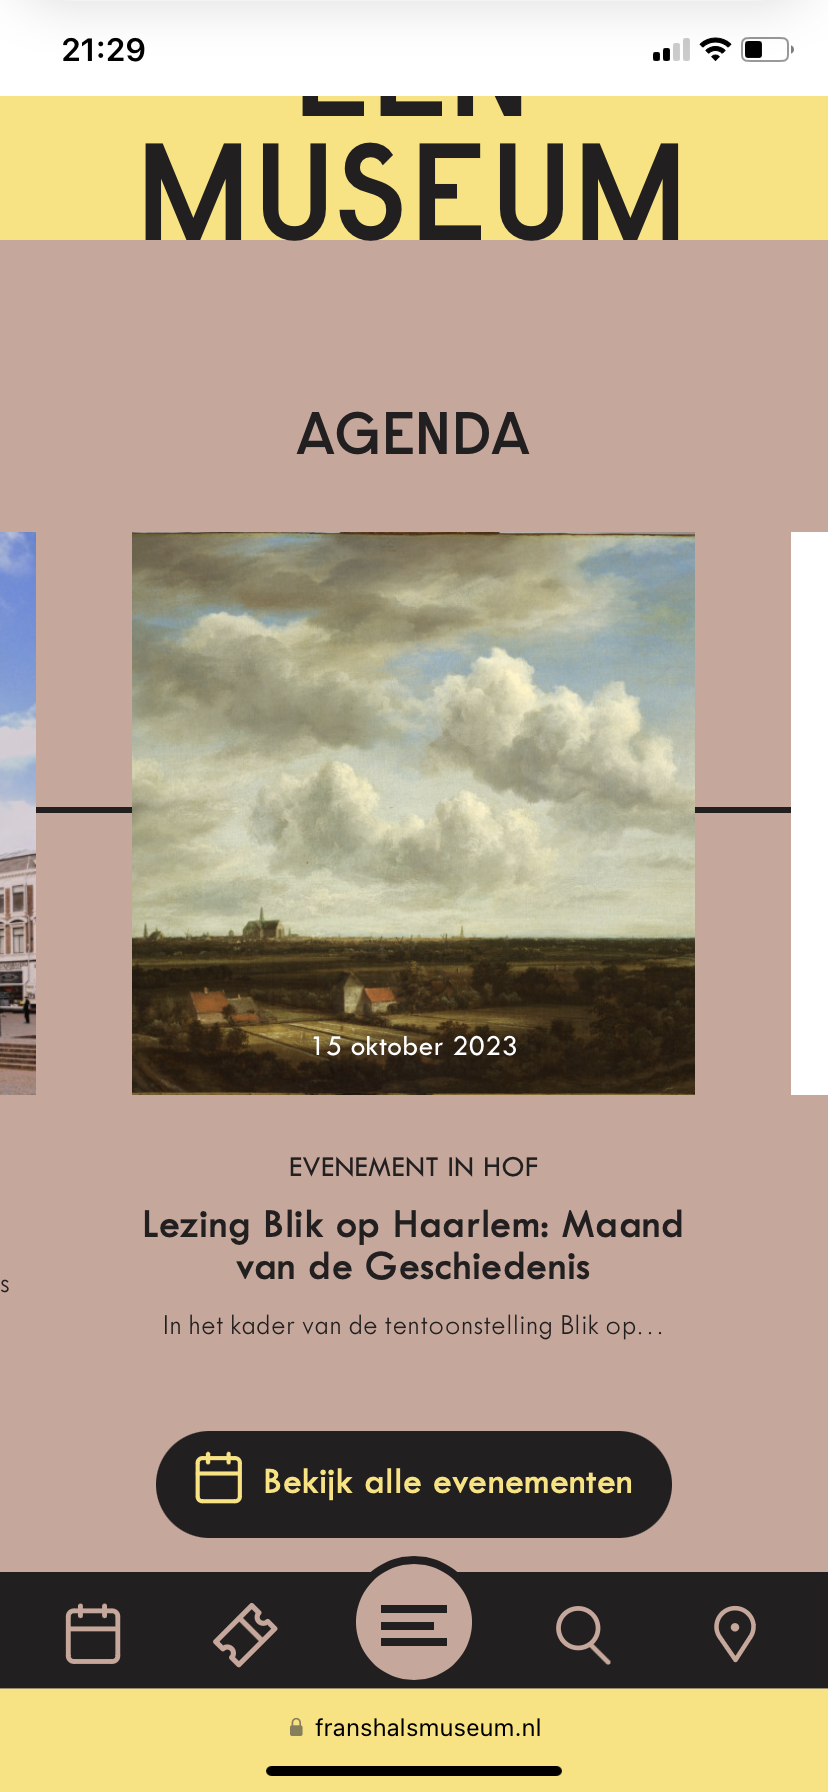 21:29
EEN
MUSEUM
AGENDA
15 oktober 2023
EVENEMENT IN HOF
Lezing Blik op Haarlem: Maand
van de Geschiedenis
s
In het kader van de tentoonstelling Blik op...
Bekijk alle evenementen
franshalsmuseum.nl